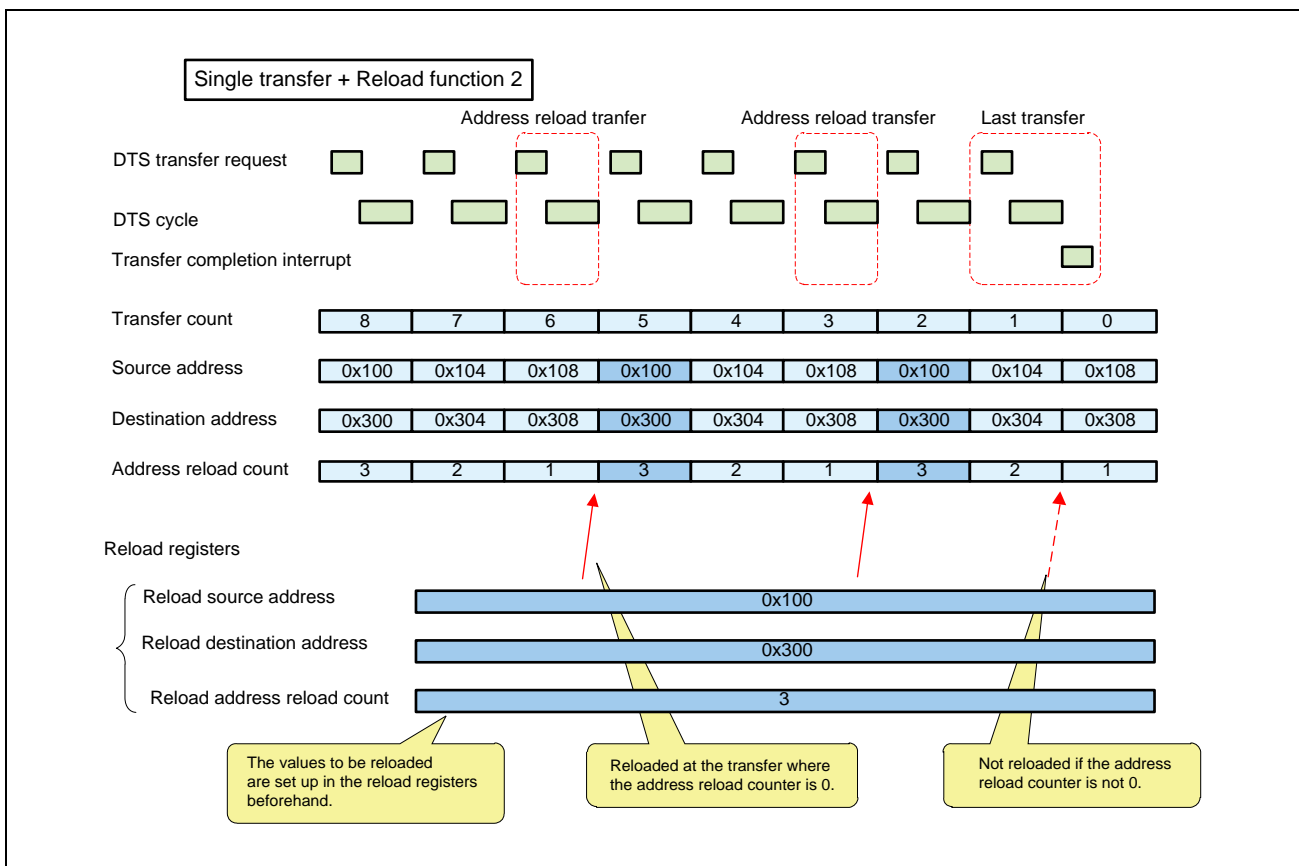 Single transfer + Reload function 2
Address reload tranfer Address reload transfer Last transfer
DTS transfer request
DTS cycle
Transfer completion interrupt
Transfer count 8 7 6 5 4 3 2 1 0
Source address 0x100 0x104 0x108 0x100 0x104 0x108 0x100 0x104 0x108
Destination address 0x300 0x304 0x308 0x300 0x304 0x308 0x300 0x304 0x308
Address reload count 3 2 1 3 2 1 3 2 1
Reload registers
Reload source address 0x100
Reload destination address 0x300
Reload address reload count 3
The values to be reloaded
are set up in the reload registers
beforehand.
Reloaded at the transfer where
the address reload counter is 0.
Not reloaded if the address
reload counter is not 0.